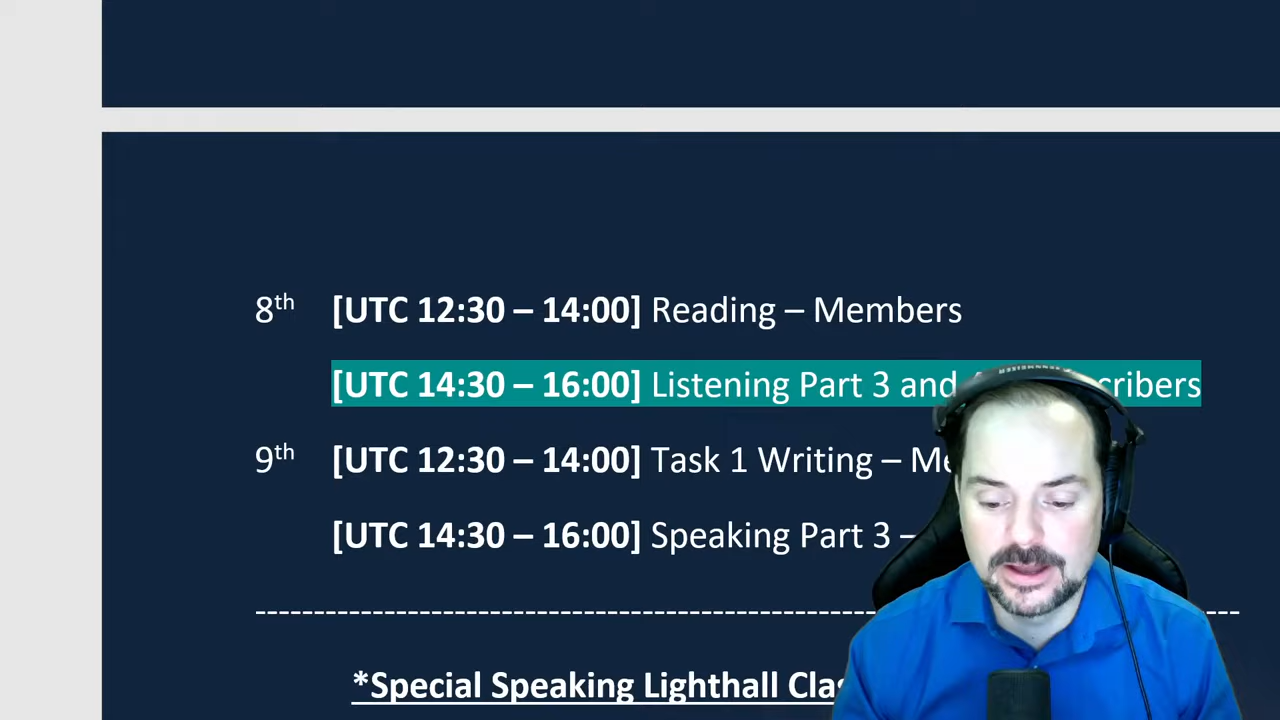 8th [UTC 12:30 – 14:00] Reading – Members
[UTC 14:30 – 16:00] Listening Part 3 and
9th [UTC 12:30 – 14:00] Task 1 Writing –
[UTC 14:30 – 16:00] Speaking Part 3 –
*Special Speaking Lighthall
SENNHEISER